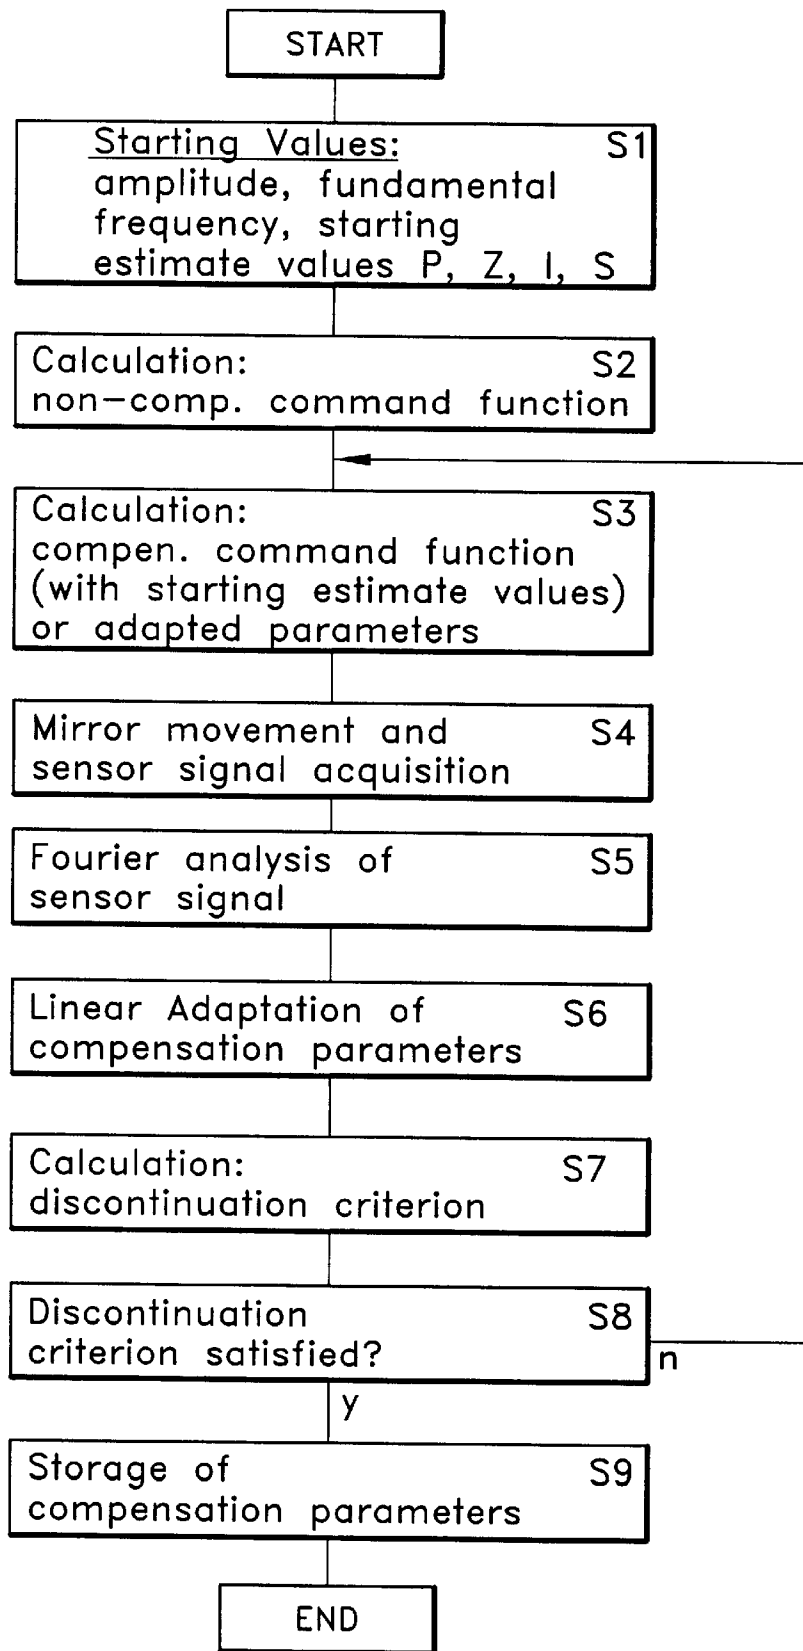 START
Starting Values: S1
amplitude, fundamental
frequency, starting
estimate values P, Z, I, S
Calculation: S2
non-comp. command function
Calculation: S3
compen. command function
(with starting estimate values)
or adapted parameters
Mirror movement and S4
sensor signal acquisition
Fourier analysis of S5
sensor signal
Linear Adaptation of S6
compensation parameters
Calculation: S7
discontinuation criterion
Discontinuation S8
criterion satisfied?
n
y
Storage of S9
compensation parameters
END